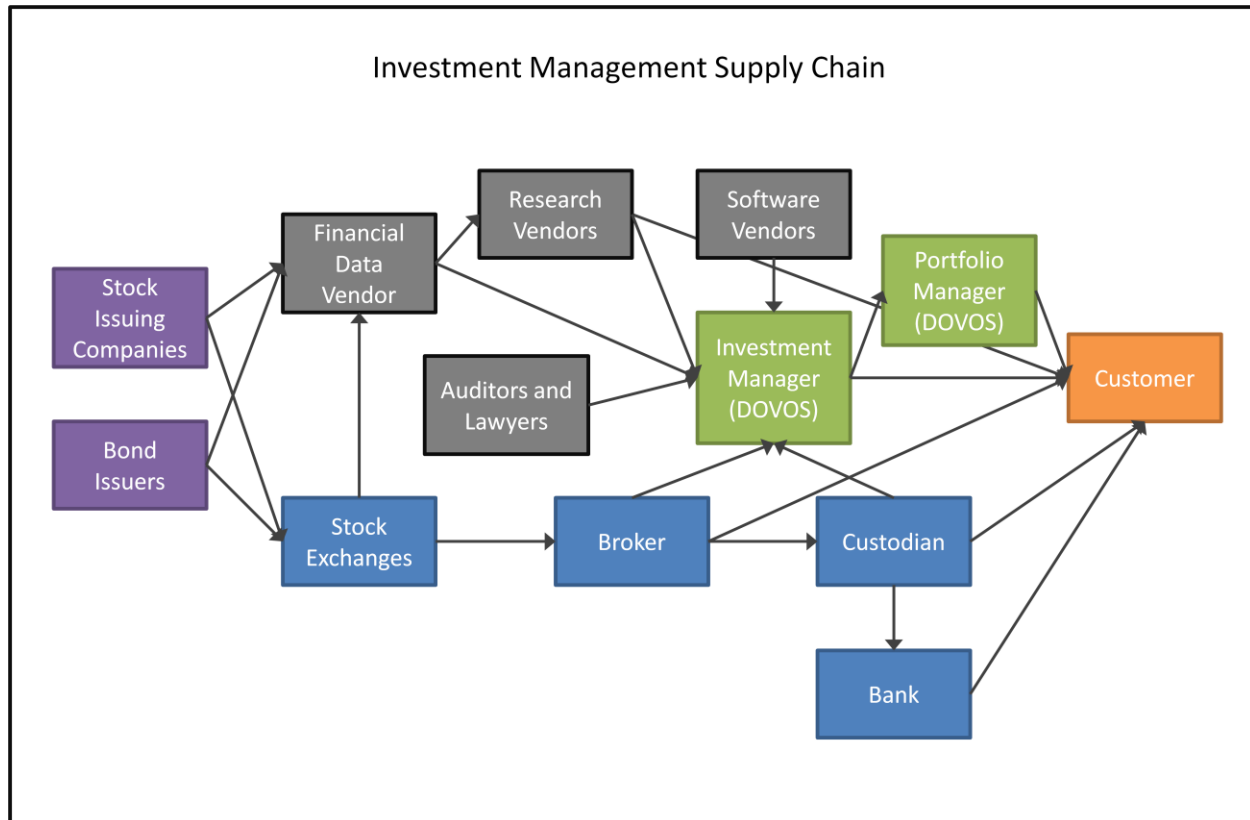 Investment Management Supply Chain
Research
Vendors
Software
Vendors
Financial
Data
Vendor
Portfolio
Manager
(DOVOS)
Stock
Issuing
Companies
Investment
Manager
(DOVOS)
Customer
Auditors and
Lawyers
Bond
Issuers
Stock
Exchanges
Broker
Custodian
Bank